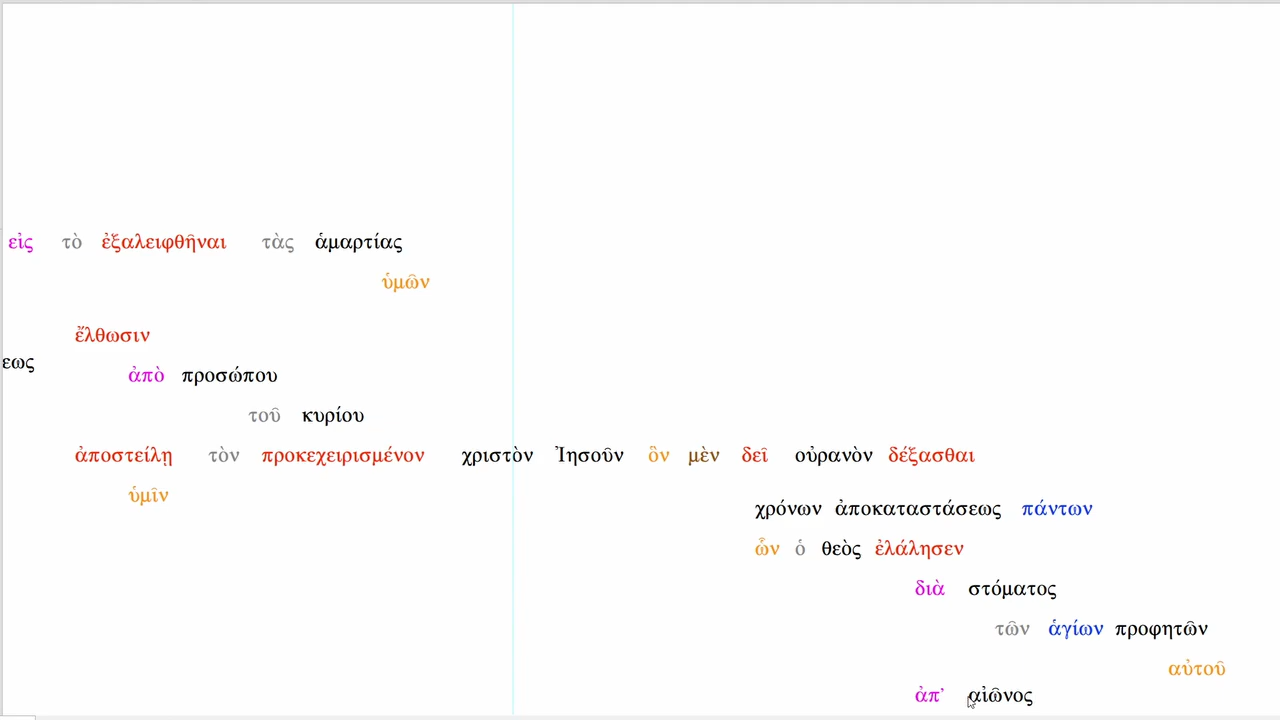 εἰς τὸ ἐξαλειφθῆναι τὰς ἁμαρτίας
ὑμῶν
ἔλθωσιν
εως
ἀπὸ προσώπου
τοῦ κυρίου
ἀποστείλῃ τὸν προκεχειρισμένον χριστὸν Ἰησοῦν ὃν μὲν δεῖ οὐρανὸν δέξασθαι
ὑμῖν
χρόνων ἀποκαταστάσεως πάντων
ὧν ὁ θεὸς ἐλάλησεν
διὰ στόματος
τῶν ἁγίων προφητῶν
αὐτοῦ
ἀπ’ αἰῶνος